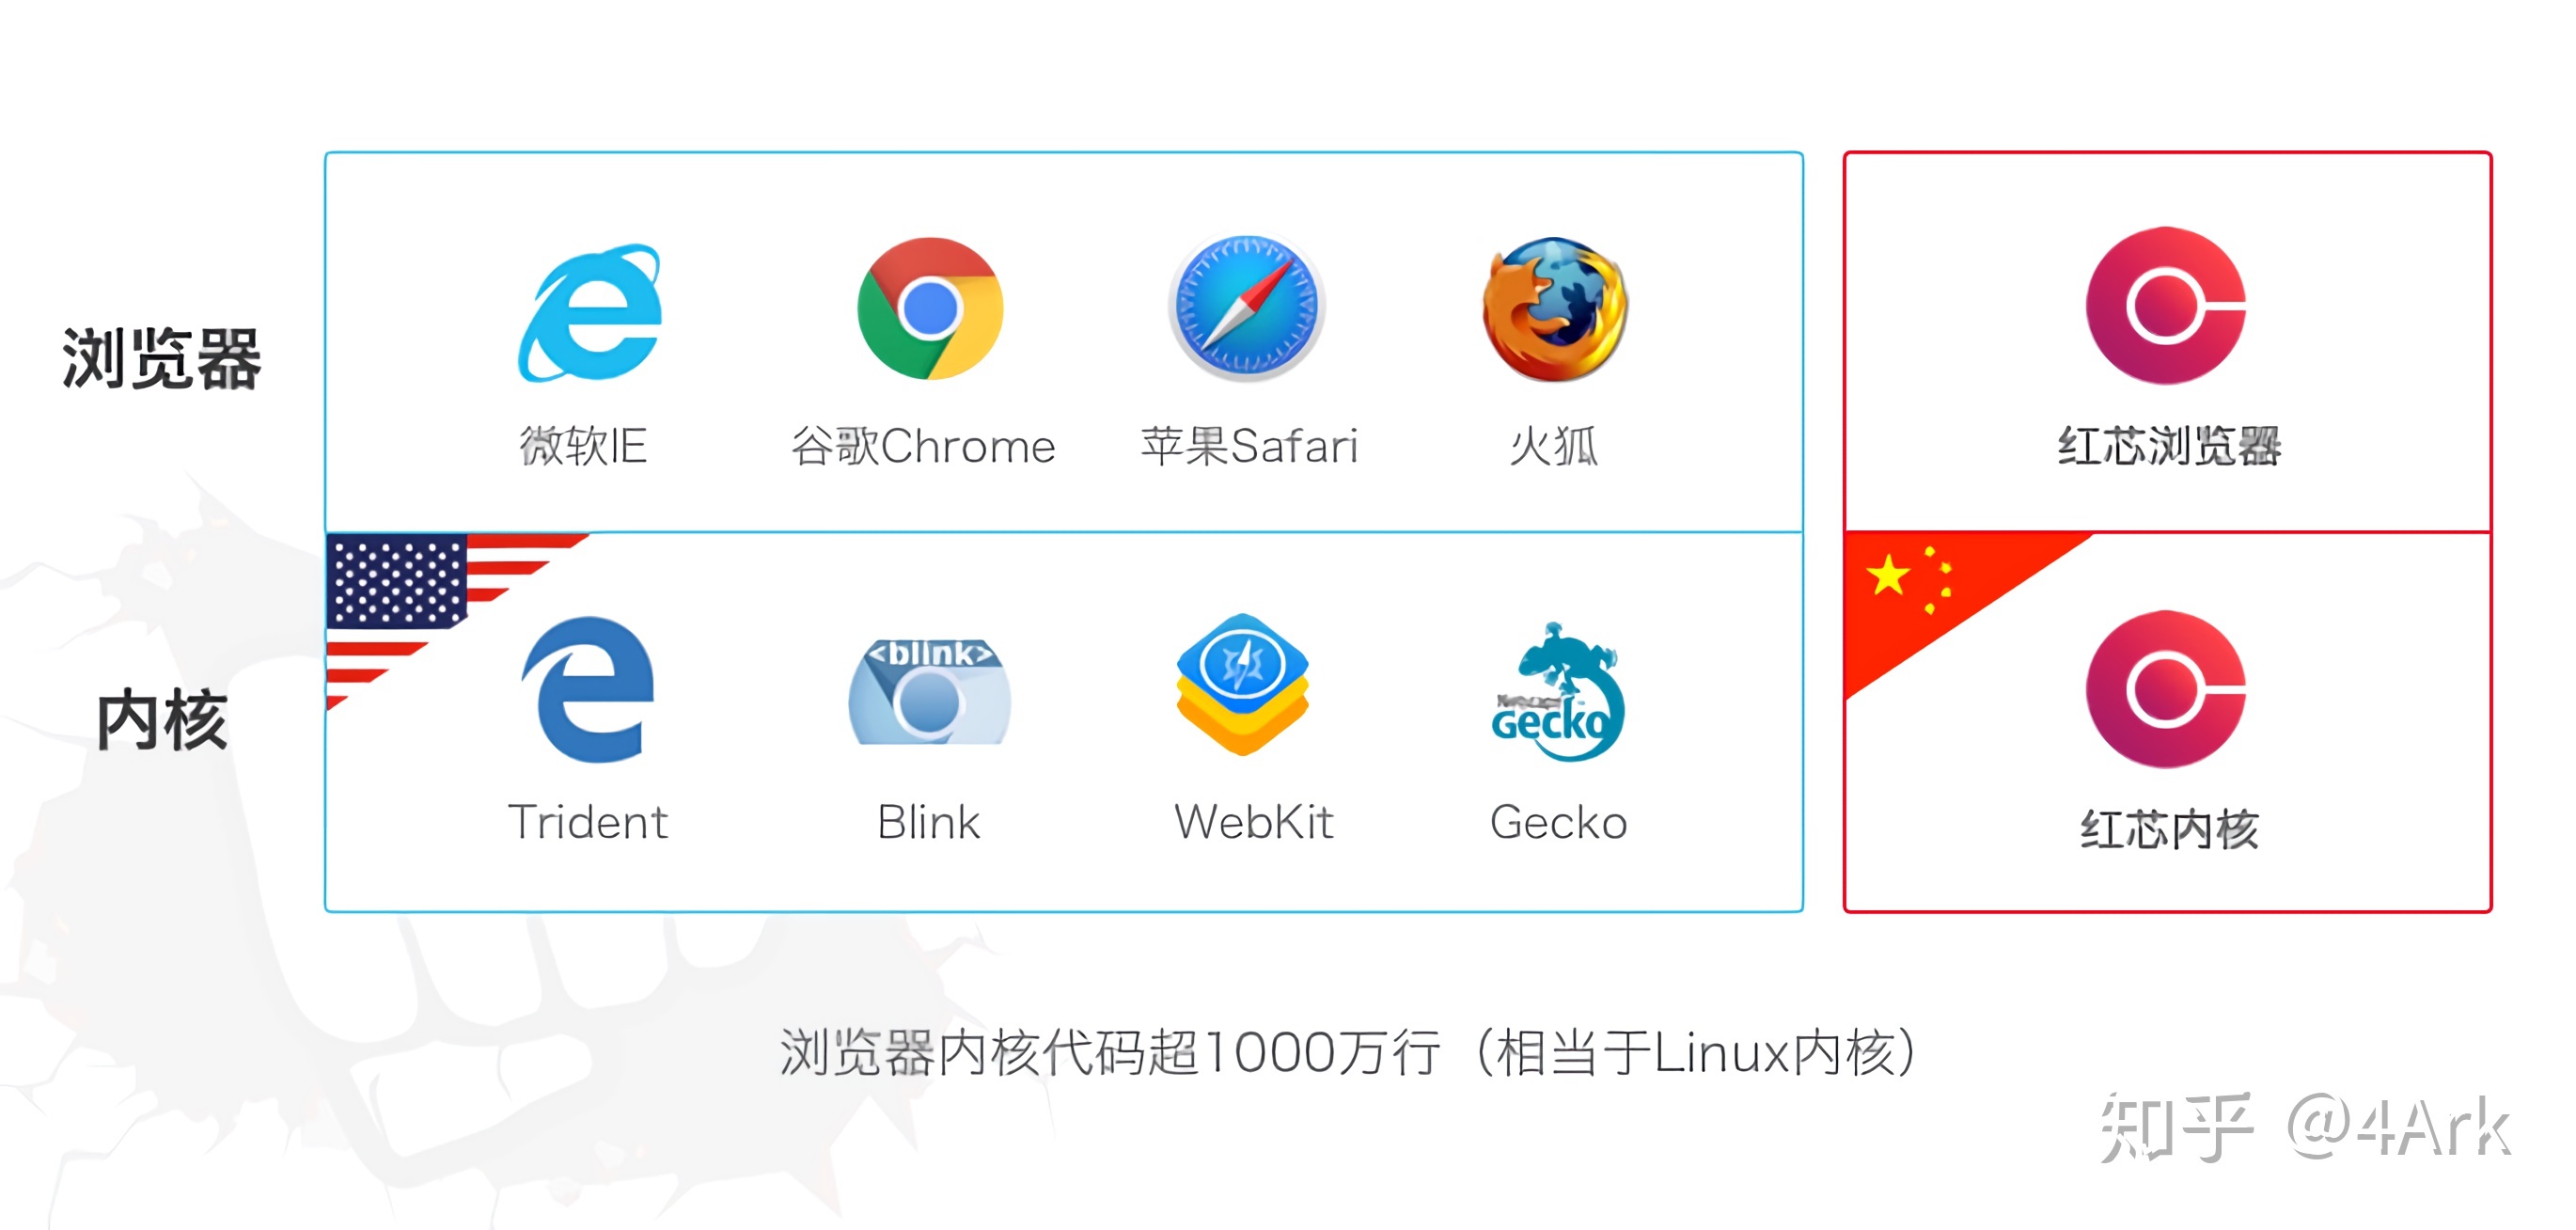 浏览器
微软IE
谷歌Chrome
苹果Safari
火狐
红芯浏览器
内核
<blink>
Gecko
Trident
Blink
WebKit
Gecko
红芯内核
浏览器内核代码超1000万行（相当于Linux内核）
知乎 @4Ark